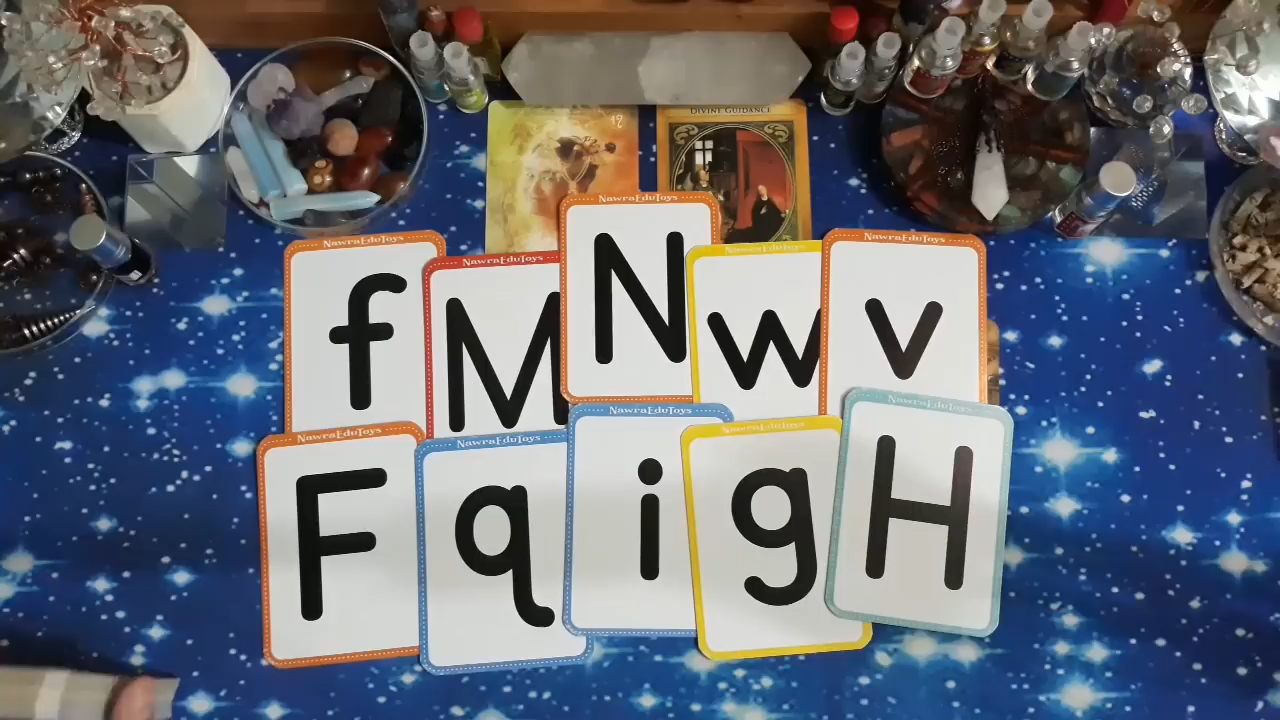 12
DIVINE GUIDANCE
NawraEduToys
f
NawraEduToys
M
NawraEduToys
N
NawraEduToys
w
NawraEduToys
v
NawraEduToys
F
NawraEduToys
q
NawraEduToys
i
NawraEduToys
g
NawraEduToys
H